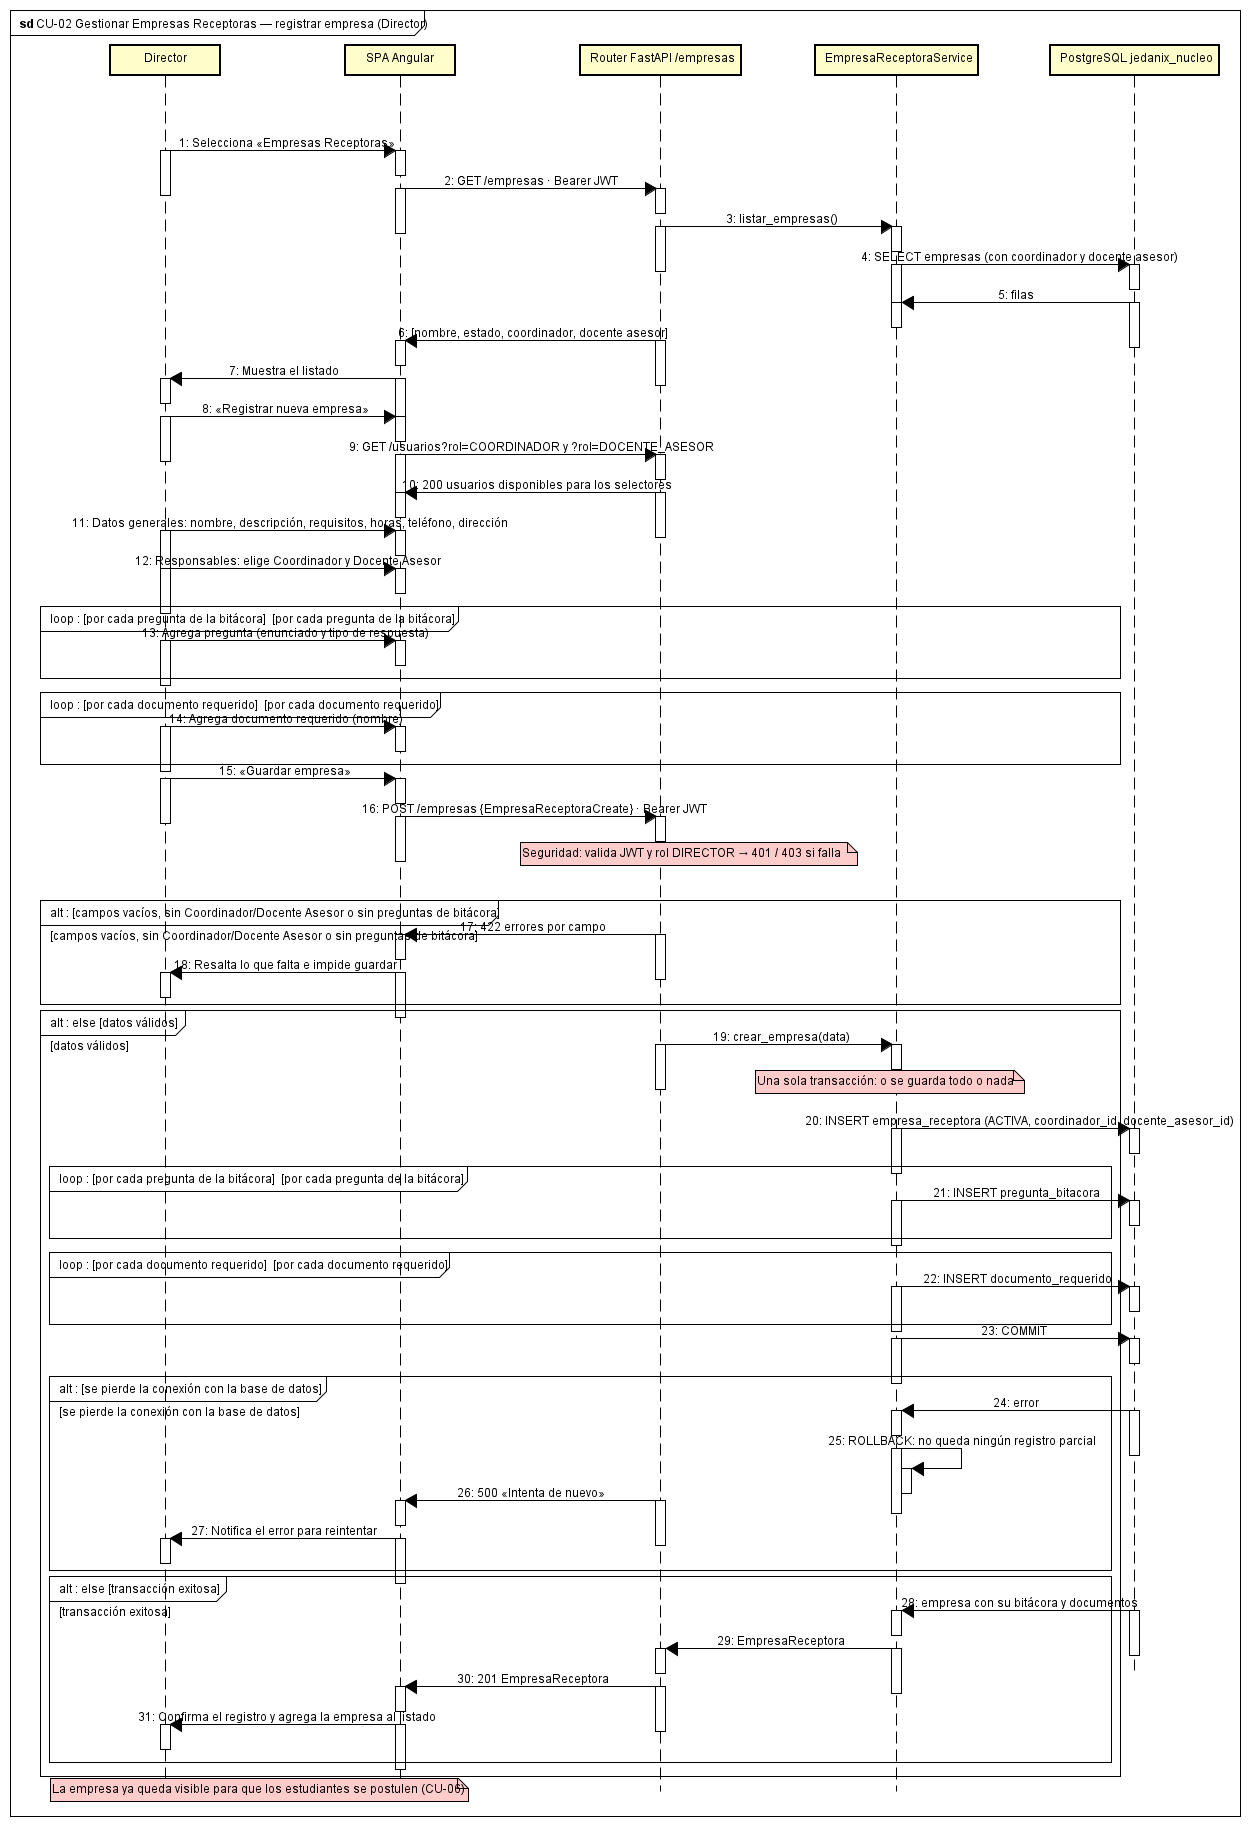 sd CU-02 Gestionar Empresas Receptoras — registrar empresa (Director)
Director
SPA Angular
Router FastAPI /empresas
EmpresaReceptoraService
PostgreSQL jedanix_nucleo
1: Selecciona «Empresas Receptoras»
2: GET /empresas · Bearer JWT
3: listar_empresas()
4: SELECT empresas (con coordinador y docente asesor)
5: filas
6: [nombre, estado, coordinador, docente asesor]
7: Muestra el listado
8: «Registrar nueva empresa»
9: GET /usuarios?rol=COORDINADOR y ?rol=DOCENTE_ASESOR
10: 200 usuarios disponibles para los selectores
11: Datos generales: nombre, descripción, requisitos, horas, teléfono, dirección
12: Responsables: elige Coordinador y Docente Asesor
loop : [por cada pregunta de la bitácora] [por cada pregunta de la bitácora]
13: Agrega pregunta (enunciado y tipo de respuesta)
loop : [por cada documento requerido] [por cada documento requerido]
14: Agrega documento requerido (nombre)
15: «Guardar empresa»
16: POST /empresas {EmpresaReceptoraCreate} · Bearer JWT
Seguridad: valida JWT y rol DIRECTOR → 401 / 403 si falla
alt : [campos vacíos, sin Coordinador/Docente Asesor o sin preguntas de bitácora]
17: 422 errores por campo
[campos vacíos, sin Coordinador/Docente Asesor o sin preguntas de bitácora]
18: Resalta lo que falta e impide guardar
alt : else [datos válidos]
19: crear_empresa(data)
[datos válidos]
Una sola transacción: o se guarda todo o nada
20: INSERT empresa_receptora (ACTIVA, coordinador_id, docente_asesor_id)
loop : [por cada pregunta de la bitácora] [por cada pregunta de la bitácora]
21: INSERT pregunta_bitacora
loop : [por cada documento requerido] [por cada documento requerido]
22: INSERT documento_requerido
23: COMMIT
alt : [se pierde la conexión con la base de datos]
24: error
[se pierde la conexión con la base de datos]
25: ROLLBACK: no queda ningún registro parcial
26: 500 «Intenta de nuevo»
27: Notifica el error para reintentar
alt : else [transacción exitosa]
28: empresa con su bitácora y documentos
[transacción exitosa]
29: EmpresaReceptora
30: 201 EmpresaReceptora
31: Confirma el registro y agrega la empresa al listado
La empresa ya queda visible para que los estudiantes se postulen (CU-06)